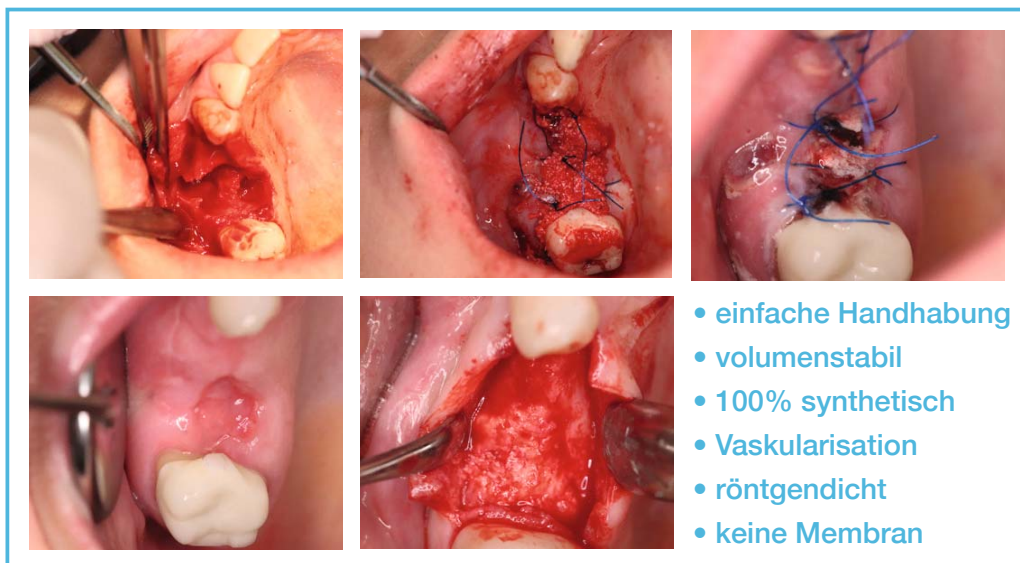 • einfache Handhabung
• volumenstabil
• 100% synthetisch
• Vaskularisation
• röntgendicht
• keine Membran